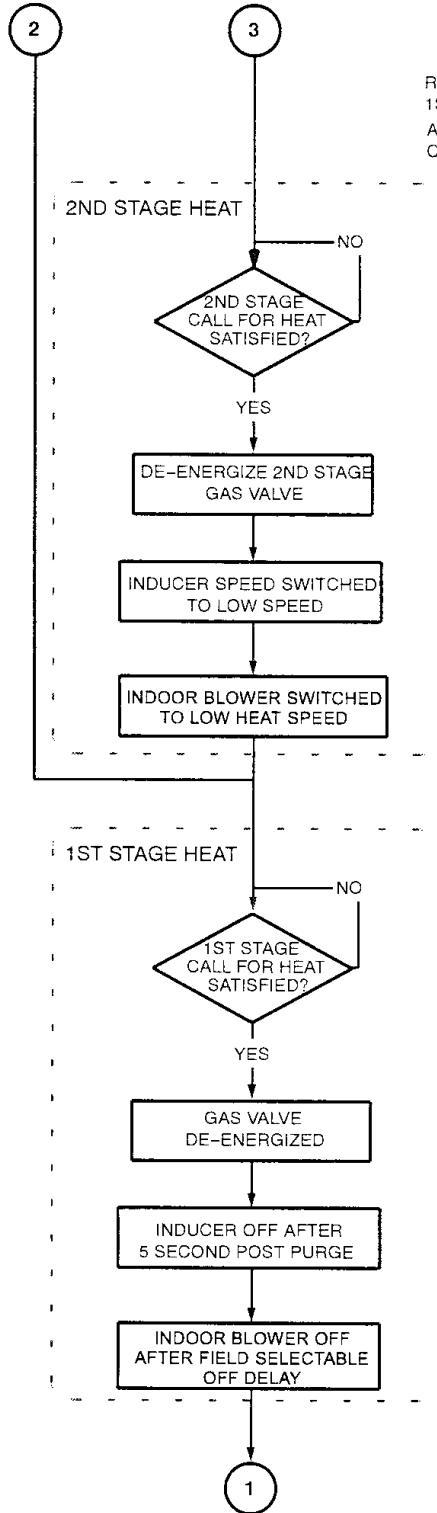 2
3
R
1S
A
C
2ND STAGE HEAT
NO
2ND STAGE
CALL FOR HEAT
SATISFIED?
YES
DE-ENERGIZE 2ND STAGE
GAS VALVE
INDUCER SPEED SWITCHED
TO LOW SPEED
INDOOR BLOWER SWITCHED
TO LOW HEAT SPEED
1ST STAGE HEAT
NO
1ST STAGE
CALL FOR HEAT
SATISFIED?
YES
GAS VALVE
DE-ENERGIZED
INDUCER OFF AFTER
5 SECOND POST PURGE
INDOOR BLOWER OFF
AFTER FIELD SELECTABLE
OFF DELAY
1